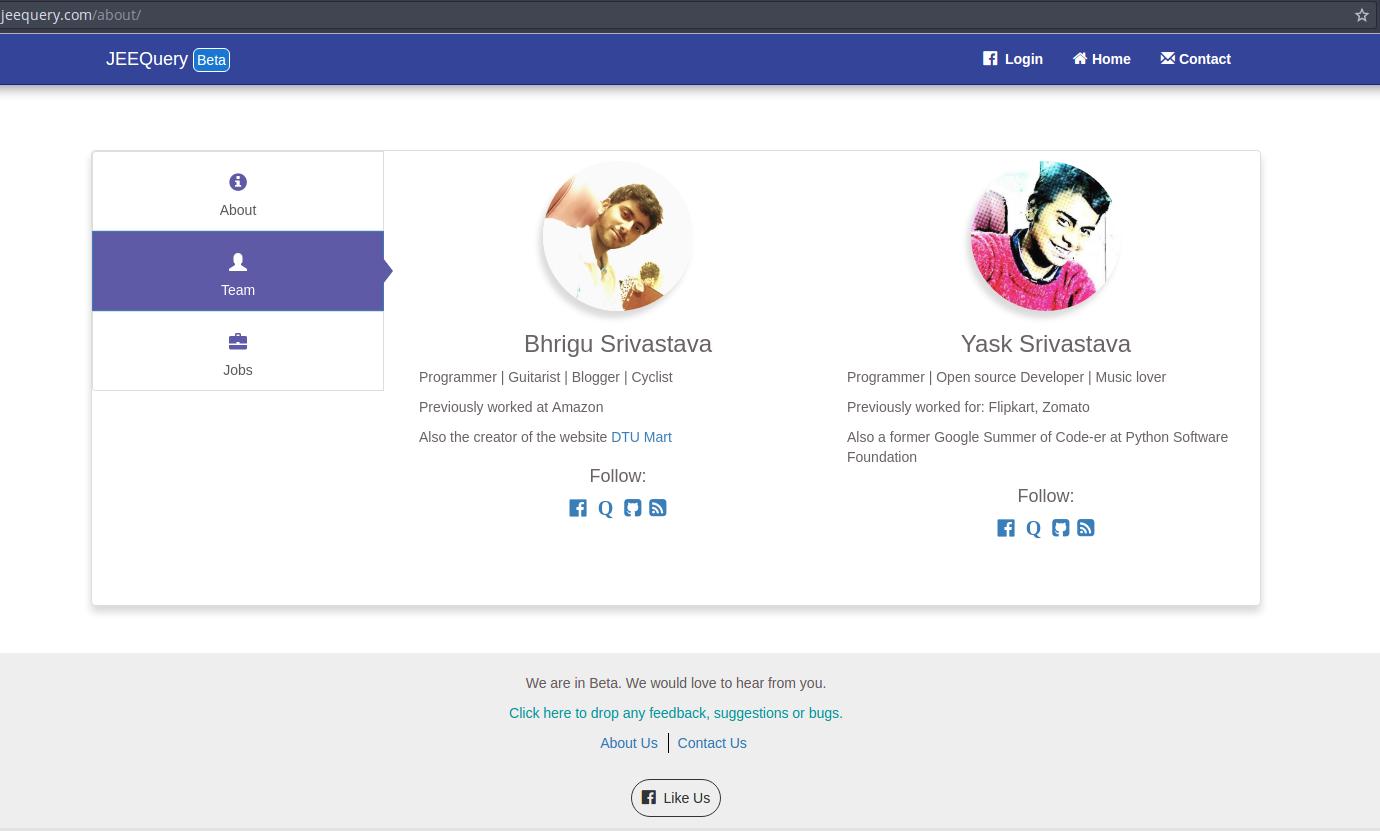 jeequery.com/about/
JEEQuery Beta
Login Home Contact
About
Team
Jobs
Bhrigu Srivastava
Programmer | Guitarist | Blogger | Cyclist
Previously worked at Amazon
Also the creator of the website DTU Mart
Follow:
Q
Yask Srivastava
Programmer | Open source Developer | Music lover
Previously worked for: Flipkart, Zomato
Also a former Google Summer of Code-er at Python Software
Foundation
Follow:
Q
We are in Beta. We would love to hear from you.
Click here to drop any feedback, suggestions or bugs.
About Us | Contact Us
Like Us